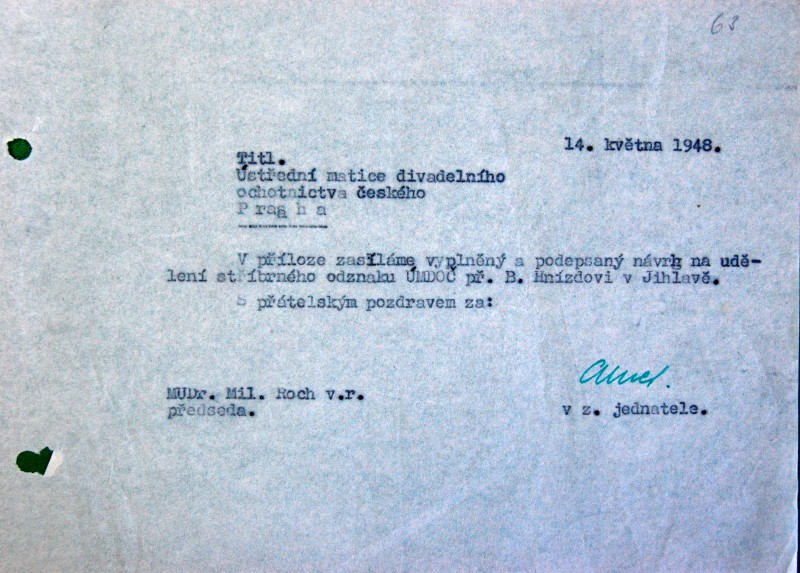 63
14. května 1948.
Titl.
Ústřední matice divadelního
ochotnictva českého
P r a h a
V příloze zasíláme vyplněný a podepsaný návrh na udě-
lení stříbrného odznaku ÚMDOČ př. B. Hnízdovi v Jihlavě.
S přátelským pozdravem za:
MUDr. Mil. Roch v.r.
předseda.
v z. jednatele.